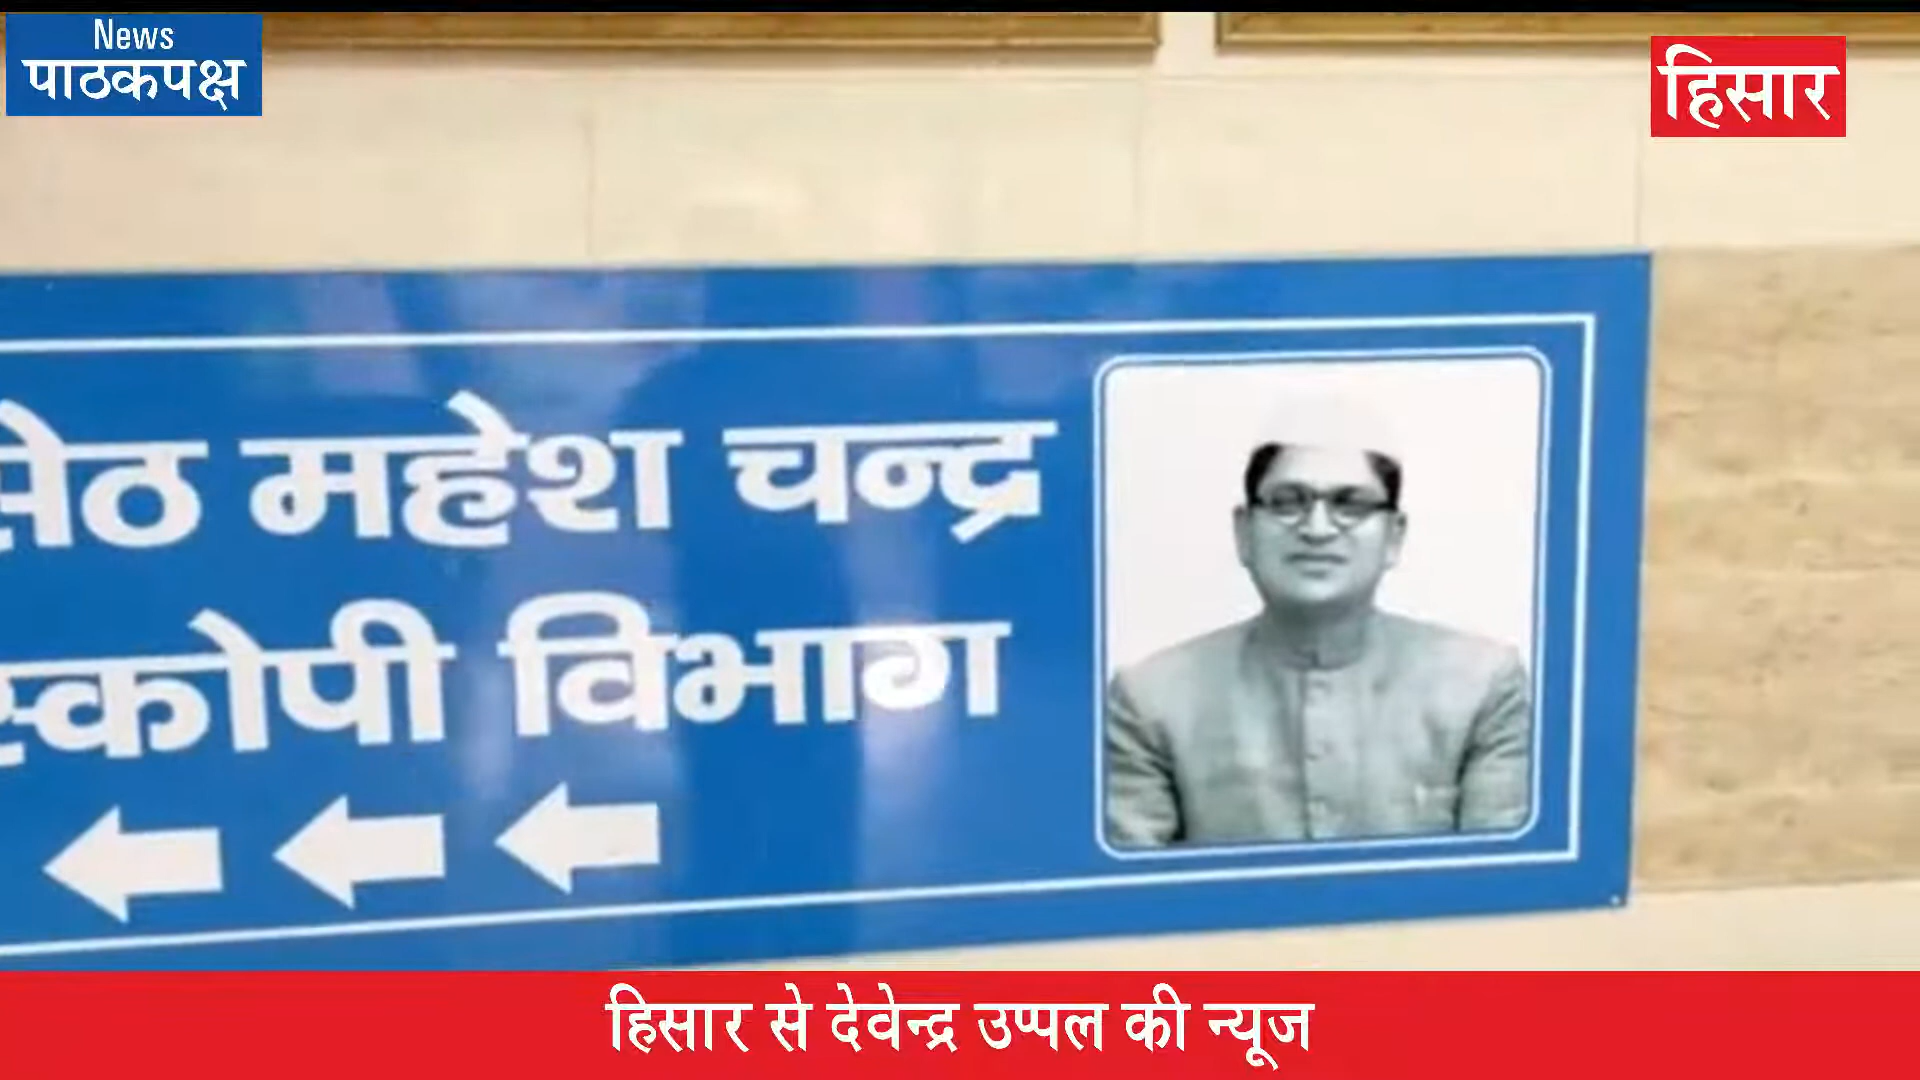 News
पाठकपक्ष
हिसार
सेठ महेश चन्द्र
स्कोपी विभाग
हिसार से देवेन्द्र उप्पल की न्यूज